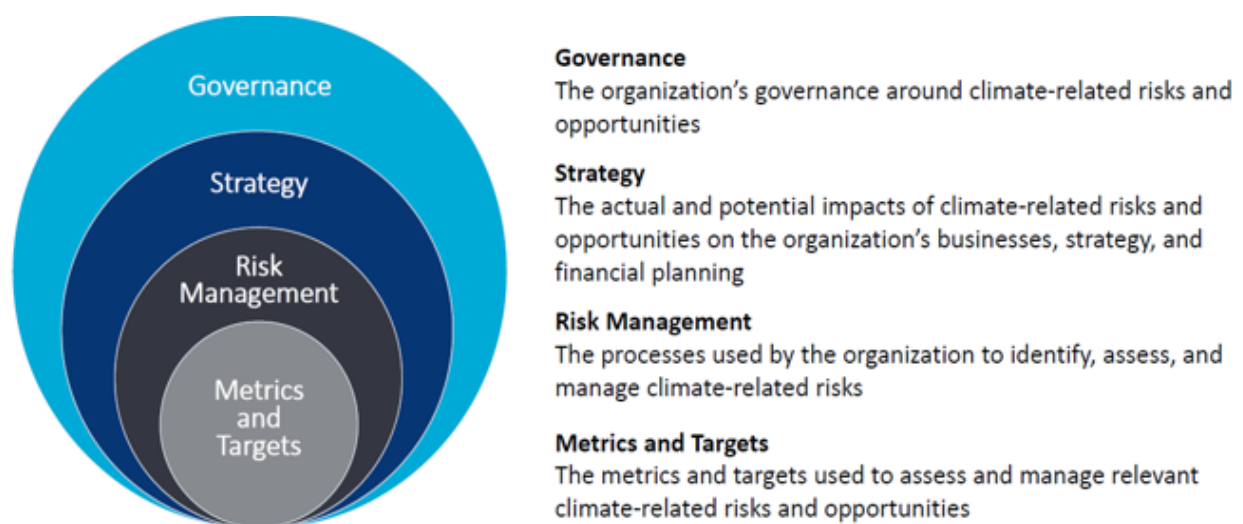 Governance
Strategy
Risk
Management
Metrics
and
Targets
Governance
The organization’s governance around climate-related risks and
opportunities
Strategy
The actual and potential impacts of climate-related risks and
opportunities on the organization’s businesses, strategy, and
financial planning
Risk Management
The processes used by the organization to identify, assess, and
manage climate-related risks
Metrics and Targets
The metrics and targets used to assess and manage relevant
climate-related risks and opportunities